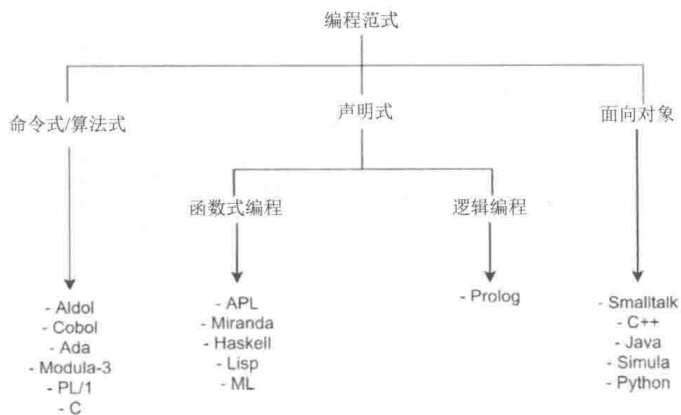 编程范式
命令式/算法式
声明式
面向对象
函数式编程
逻辑编程
- Aldol
- Cobol
- Ada
- Modula-3
- PL/1
- C
- APL
- Miranda
- Haskell
- Lisp
- ML
- Prolog
- Smalltalk
- C++
- Java
- Simula
- Python